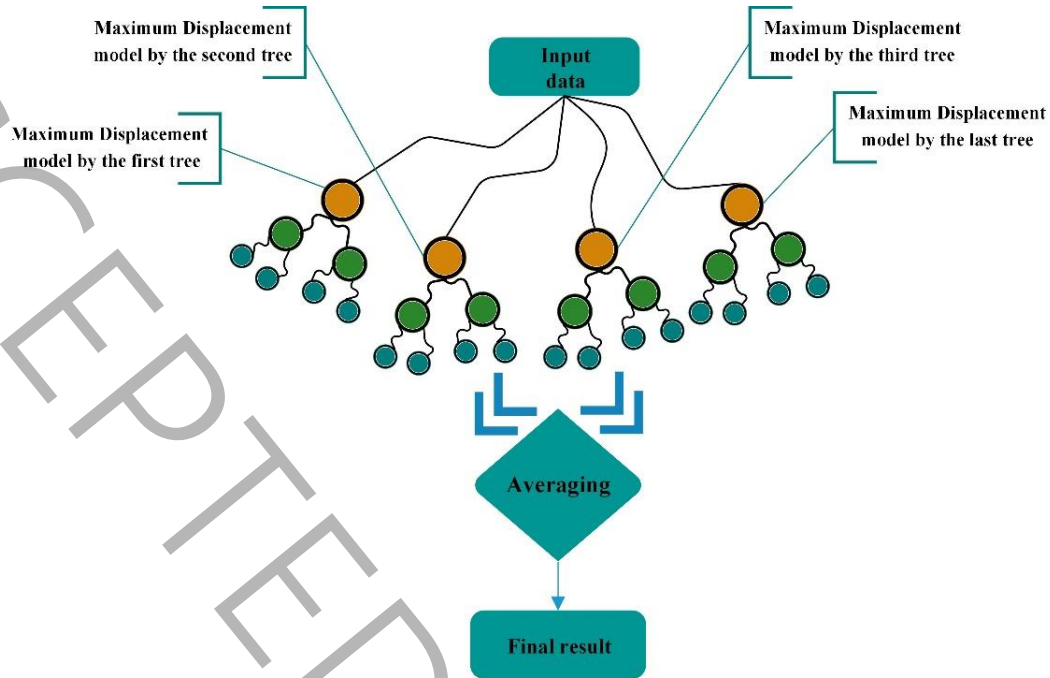 Maximum Displacement
model by the second tree
Input
data
Maximum Displacement
model by the third tree
Maximum Displacement
model by the first tree
Maximum Displacement
model by the last tree
Averaging
Final result
CEPTED